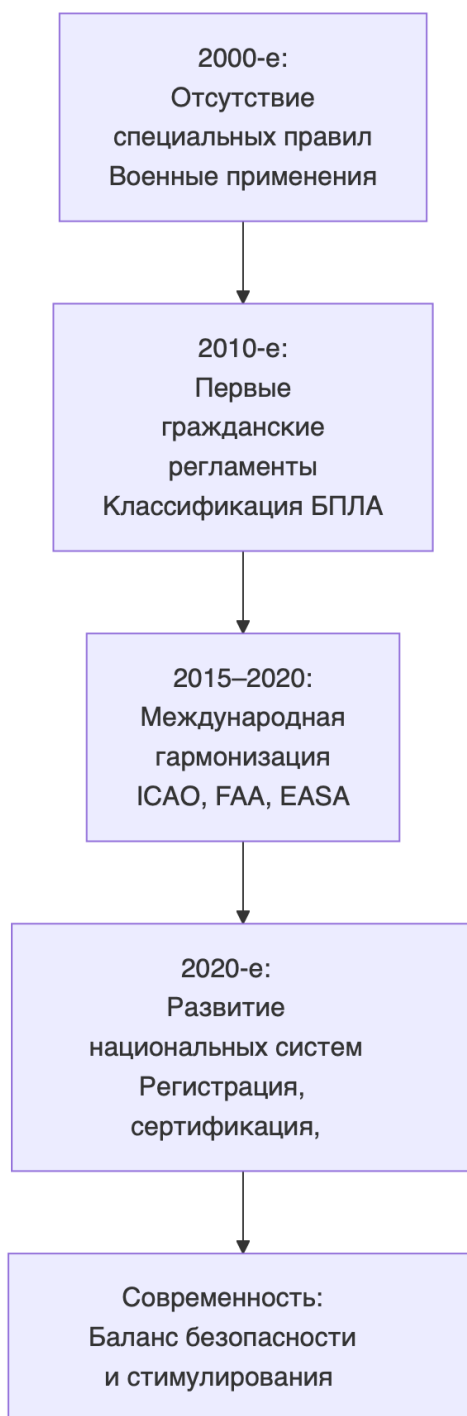 2000-е:
Отсутствие
специальных правил
Военные применения
2010-е:
Первые
гражданские
регламенты
Классификация БПЛА
2015–2020:
Международная
гармонизация
ICAO, FAA, EASA
2020-е:
Развитие
национальных систем
Регистрация,
сертификация,
Современность:
Баланс безопасности
и стимулирования